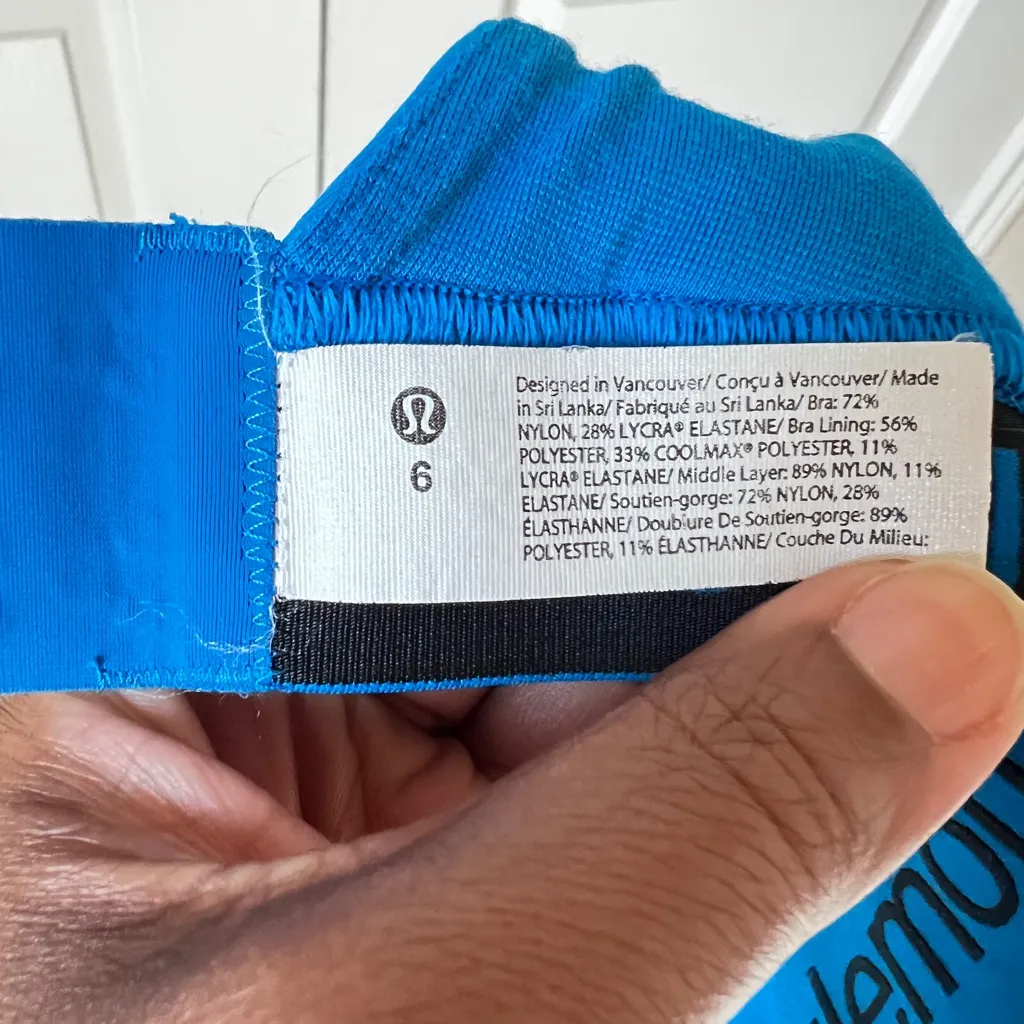 6
Designed in Vancouver/ Conçu à Vancouver/ Made
in Sri Lanka/ Fabriqué au Sri Lanka/ Bra: 72%
NYLON, 28% LYCRA® ELASTANE/ Bra Lining: 56%
POLYESTER, 33% COOLMAX® POLYESTER, 11%
LYCRA® ELASTANE/ Middle Layer: 89% NYLON, 11%
ELASTANE/ Soutien-gorge: 72% NYLON, 28%
ÉLASTHANNE/ Doublure De Soutien-gorge: 89%
POLYESTER, 11% ÉLASTHANNE/ Couche Du Milieu: